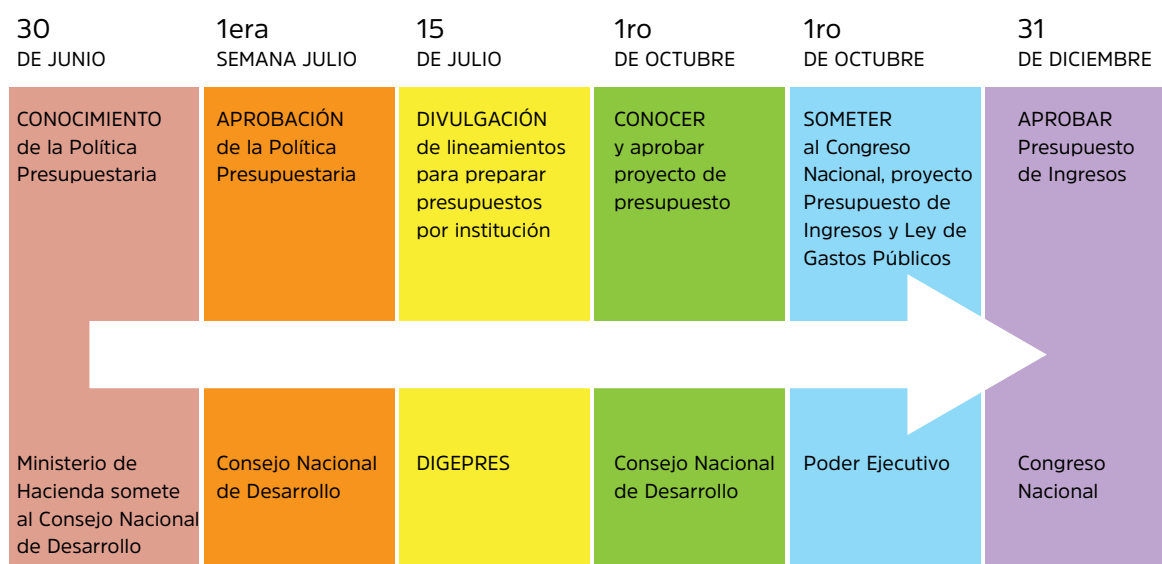 30
DE JUNIO
1era
SEMANA JULIO
15
DE JULIO
1ro
DE OCTUBRE
1ro
DE OCTUBRE
31
DE DICIEMBRE
CONOCIMIENTO
de la Política
Presupuestaria
APROBACIÓN
de la Política
Presupuestaria
DIVULGACIÓN
de lineamientos
para preparar
presupuestos
por institución
CONOCER
y aprobar
proyecto de
presupuesto
SOMETER
al Congreso
Nacional, proyecto
Presupuesto de
Ingresos y Ley de
Gastos Públicos
APROBAR
Presupuesto
de Ingresos
Ministerio de
Hacienda somete
al Consejo Nacional
de Desarrollo
Consejo Nacional
de Desarrollo
DIGEPRES
Consejo Nacional
de Desarrollo
Poder Ejecutivo
Congreso
Nacional